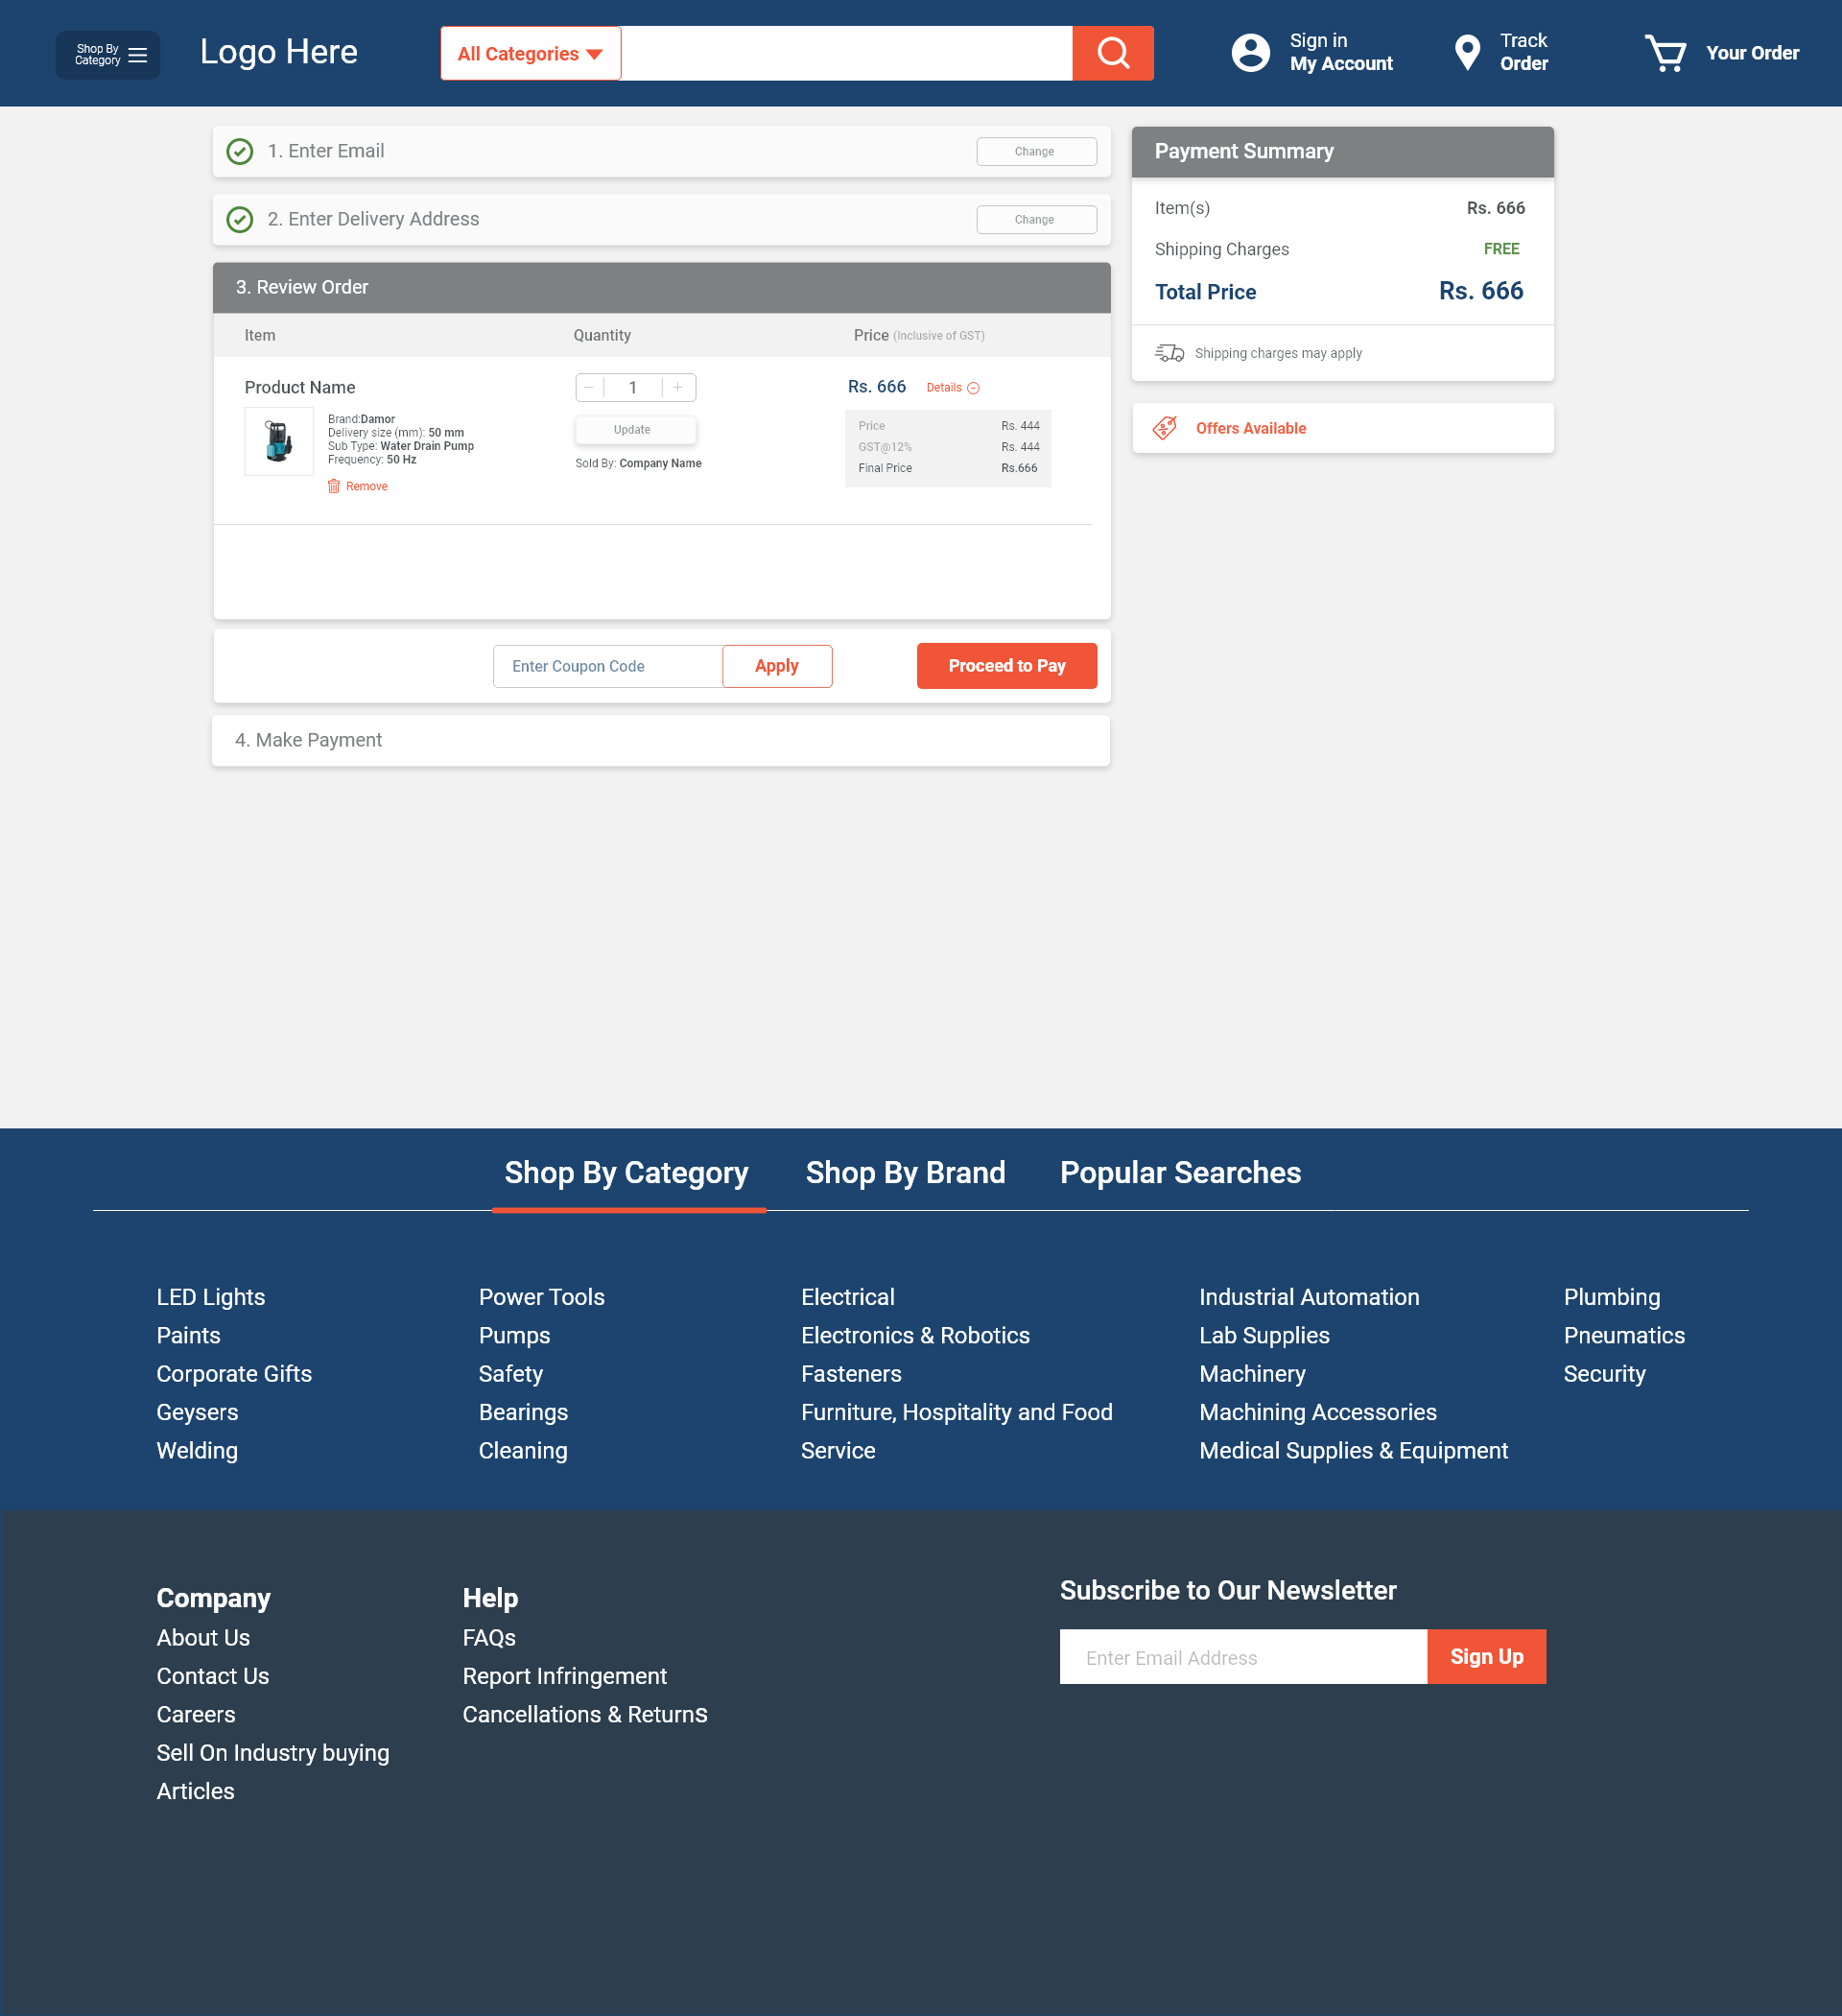 Shop By
Category
Logo Here
All Categories
Sign in
My Account
Track
Order
Your Order
1. Enter Email
Change
2. Enter Delivery Address
Change
3. Review Order
Item
Quantity
Price (Inclusive of GST)
Product Name
1
Rs. 666
Details
Brand:Damor
Delivery size (mm): 50 mm
Sub Type: Water Drain Pump
Frequency: 50 Hz
Remove
Update
Sold By: Company Name
Price Rs. 444
GST@12% Rs. 444
Final Price Rs.666
Enter Coupon Code
Apply
Proceed to Pay
4. Make Payment
Payment Summary
Item(s) Rs. 666
Shipping Charges FREE
Total Price Rs. 666
Shipping charges may apply
Offers Available
Shop By Category
Shop By Brand
Popular Searches
LED Lights
Paints
Corporate Gifts
Geysers
Welding
Power Tools
Pumps
Safety
Bearings
Cleaning
Electrical
Electronics & Robotics
Fasteners
Furniture, Hospitality and Food
Service
Industrial Automation
Lab Supplies
Machinery
Machining Accessories
Medical Supplies & Equipment
Plumbing
Pneumatics
Security
Company
About Us
Contact Us
Careers
Sell On Industry buying
Articles
Help
FAQs
Report Infringement
Cancellations & Returns
Subscribe to Our Newsletter
Enter Email Address
Sign Up